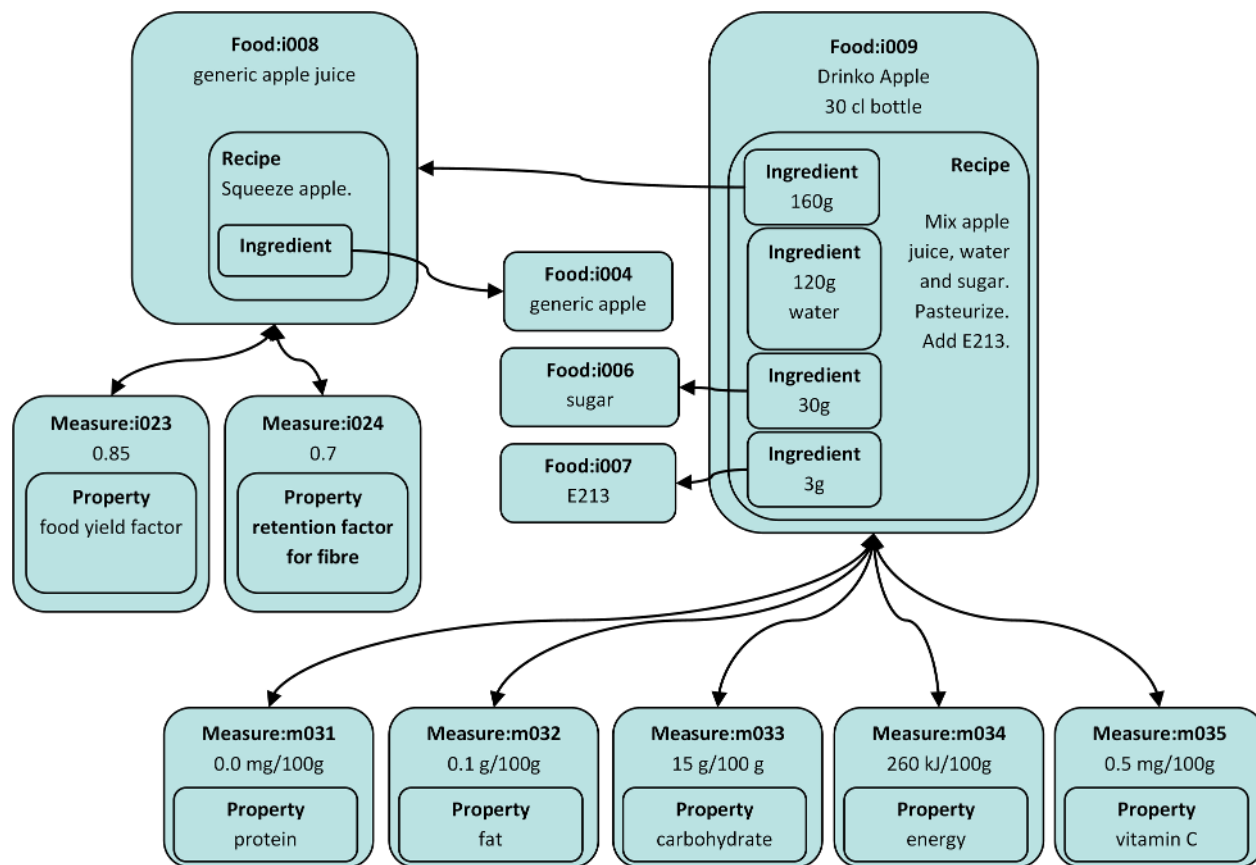 Food:i008
generic apple juice
Recipe
Squeeze apple.
Ingredient
Food:i009
Drinko Apple
30 cl bottle
Ingredient
160g
Ingredient
120g
water
Ingredient
30g
Ingredient
3g
Recipe
Mix apple
juice, water
and sugar.
Pasteurize.
Add E213.
Food:i004
generic apple
Food:i006
sugar
Food:i007
E213
Measure:i023
0.85
Property
food yield factor
Measure:i024
0.7
Property
retention factor
for fibre
Measure:m031
0.0 mg/100g
Property
protein
Measure:m032
0.1 g/100g
Property
fat
Measure:m033
15 g/100 g
Property
carbohydrate
Measure:m034
260 kJ/100g
Property
energy
Measure:m035
0.5 mg/100g
Property
vitamin C